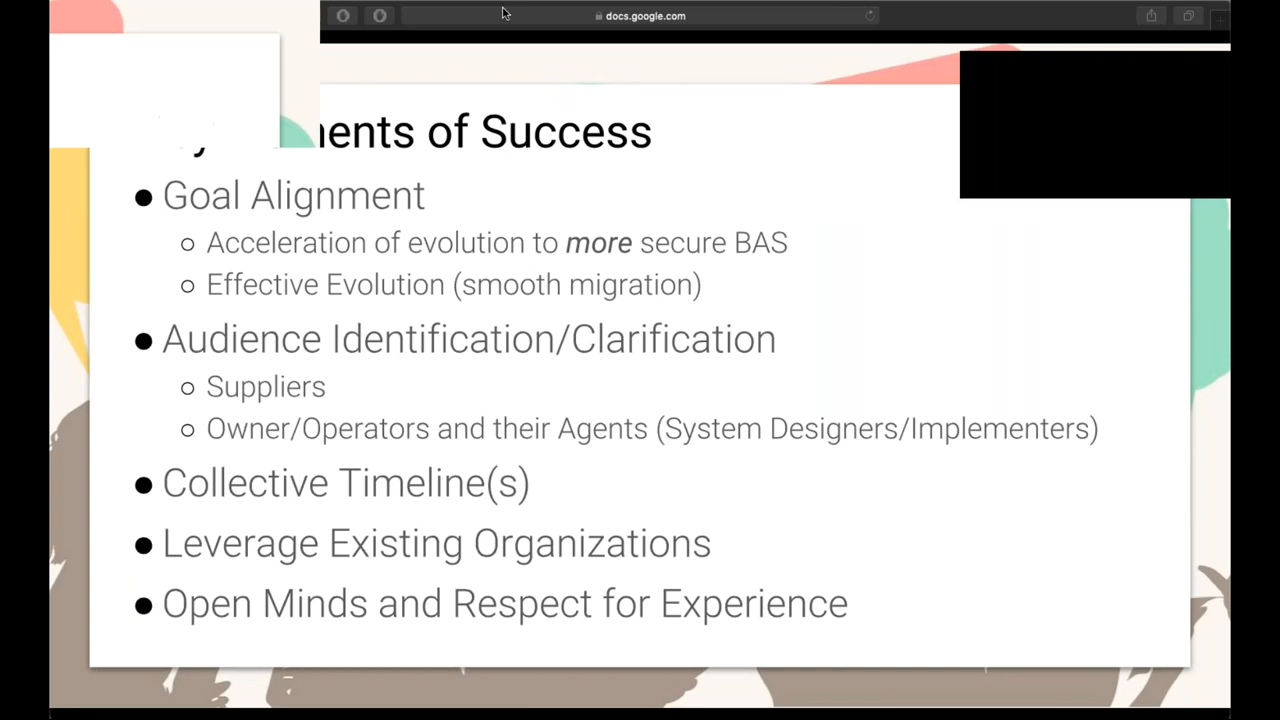 docs.google.com
of Success
● Goal Alignment
○ Acceleration of evolution to more secure BAS
○ Effective Evolution (smooth migration)
● Audience Identification/Clarification
○ Suppliers
○ Owner/Operators and their Agents (System Designers/Implementers)
● Collective Timeline(s)
● Leverage Existing Organizations
● Open Minds and Respect for Experience